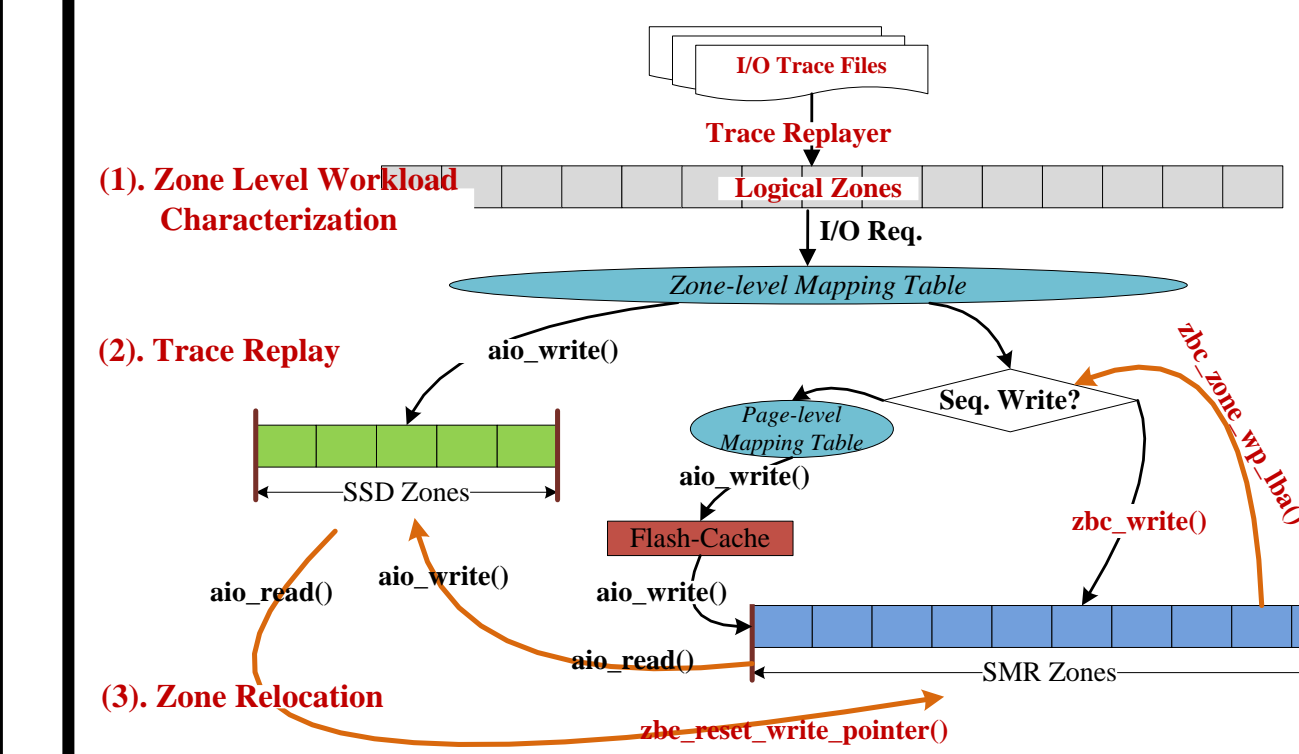 I/O Trace Files
Trace Replayer
(1). Zone Level Workload
Characterization
Logical Zones
I/O Req.
Zone-level Mapping Table
(2). Trace Replay
aio_write()
zbc_zone_wp_lba()
Seq. Write?
Page-level
Mapping Table
aio_write()
SSD Zones
Flash-Cache
zbc_write()
aio_read()
aio_write()
aio_write()
aio_read()
SMR Zones
(3). Zone Relocation
zbc_reset_write_pointer()